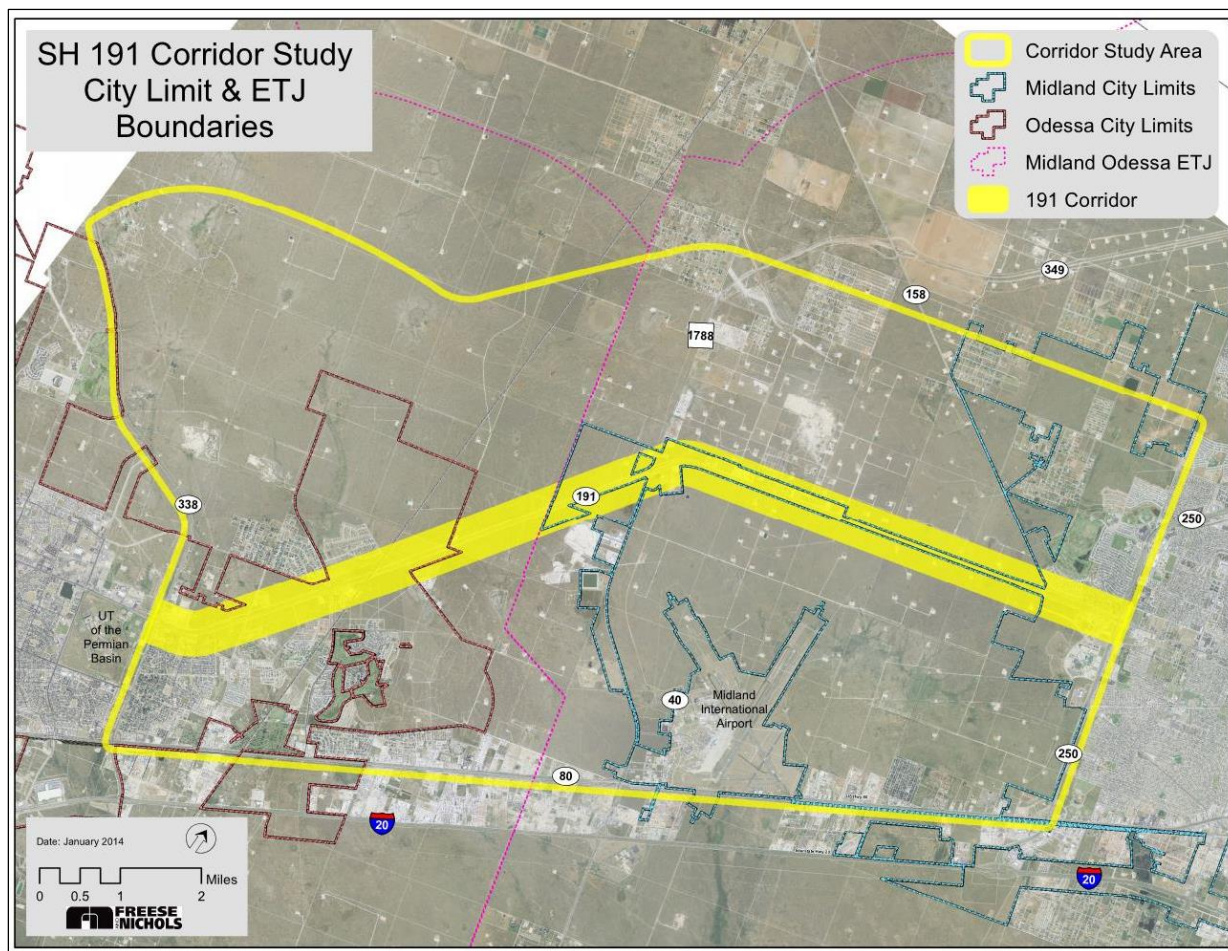 SH 191 Corridor Study
City Limit & ETJ
Boundaries
Corridor Study Area
Midland City Limits
Odessa City Limits
Midland Odessa ETJ
191 Corridor
349
158
1788
338
191
250
UT
of the
Permian
Basin
40
Midland
International
Airport
250
80
20
20
Date: January 2014
0 0.5 1 2 Miles
FREESE AND NICHOLS